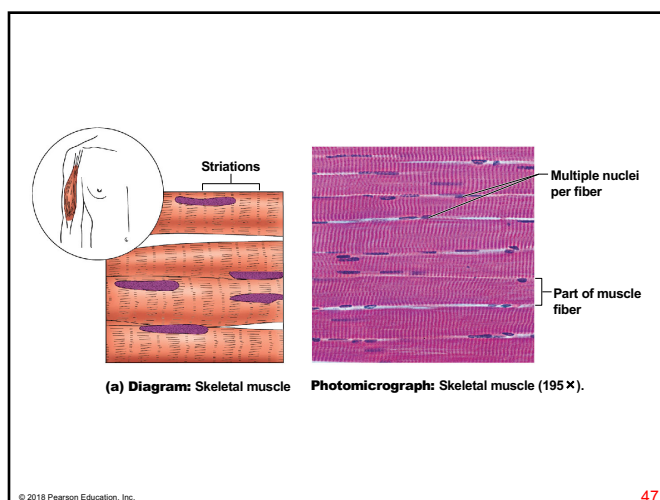 Striations
Multiple nuclei
per fiber
Part of muscle
fiber
(a) Diagram: Skeletal muscle
Photomicrograph: Skeletal muscle (195×).
© 2018 Pearson Education, Inc.
47